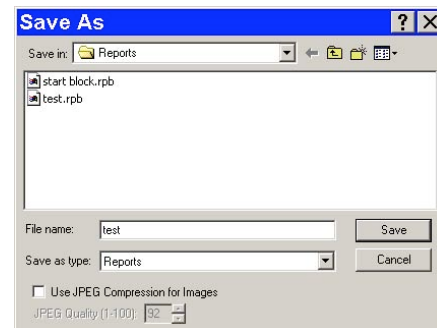 Save As
Save in: Reports
start block.rpb
test.rpb
File name: test Save
Save as type: Reports Cancel
Use JPEG Compression for Images
JPEG Quality (1-100): 92